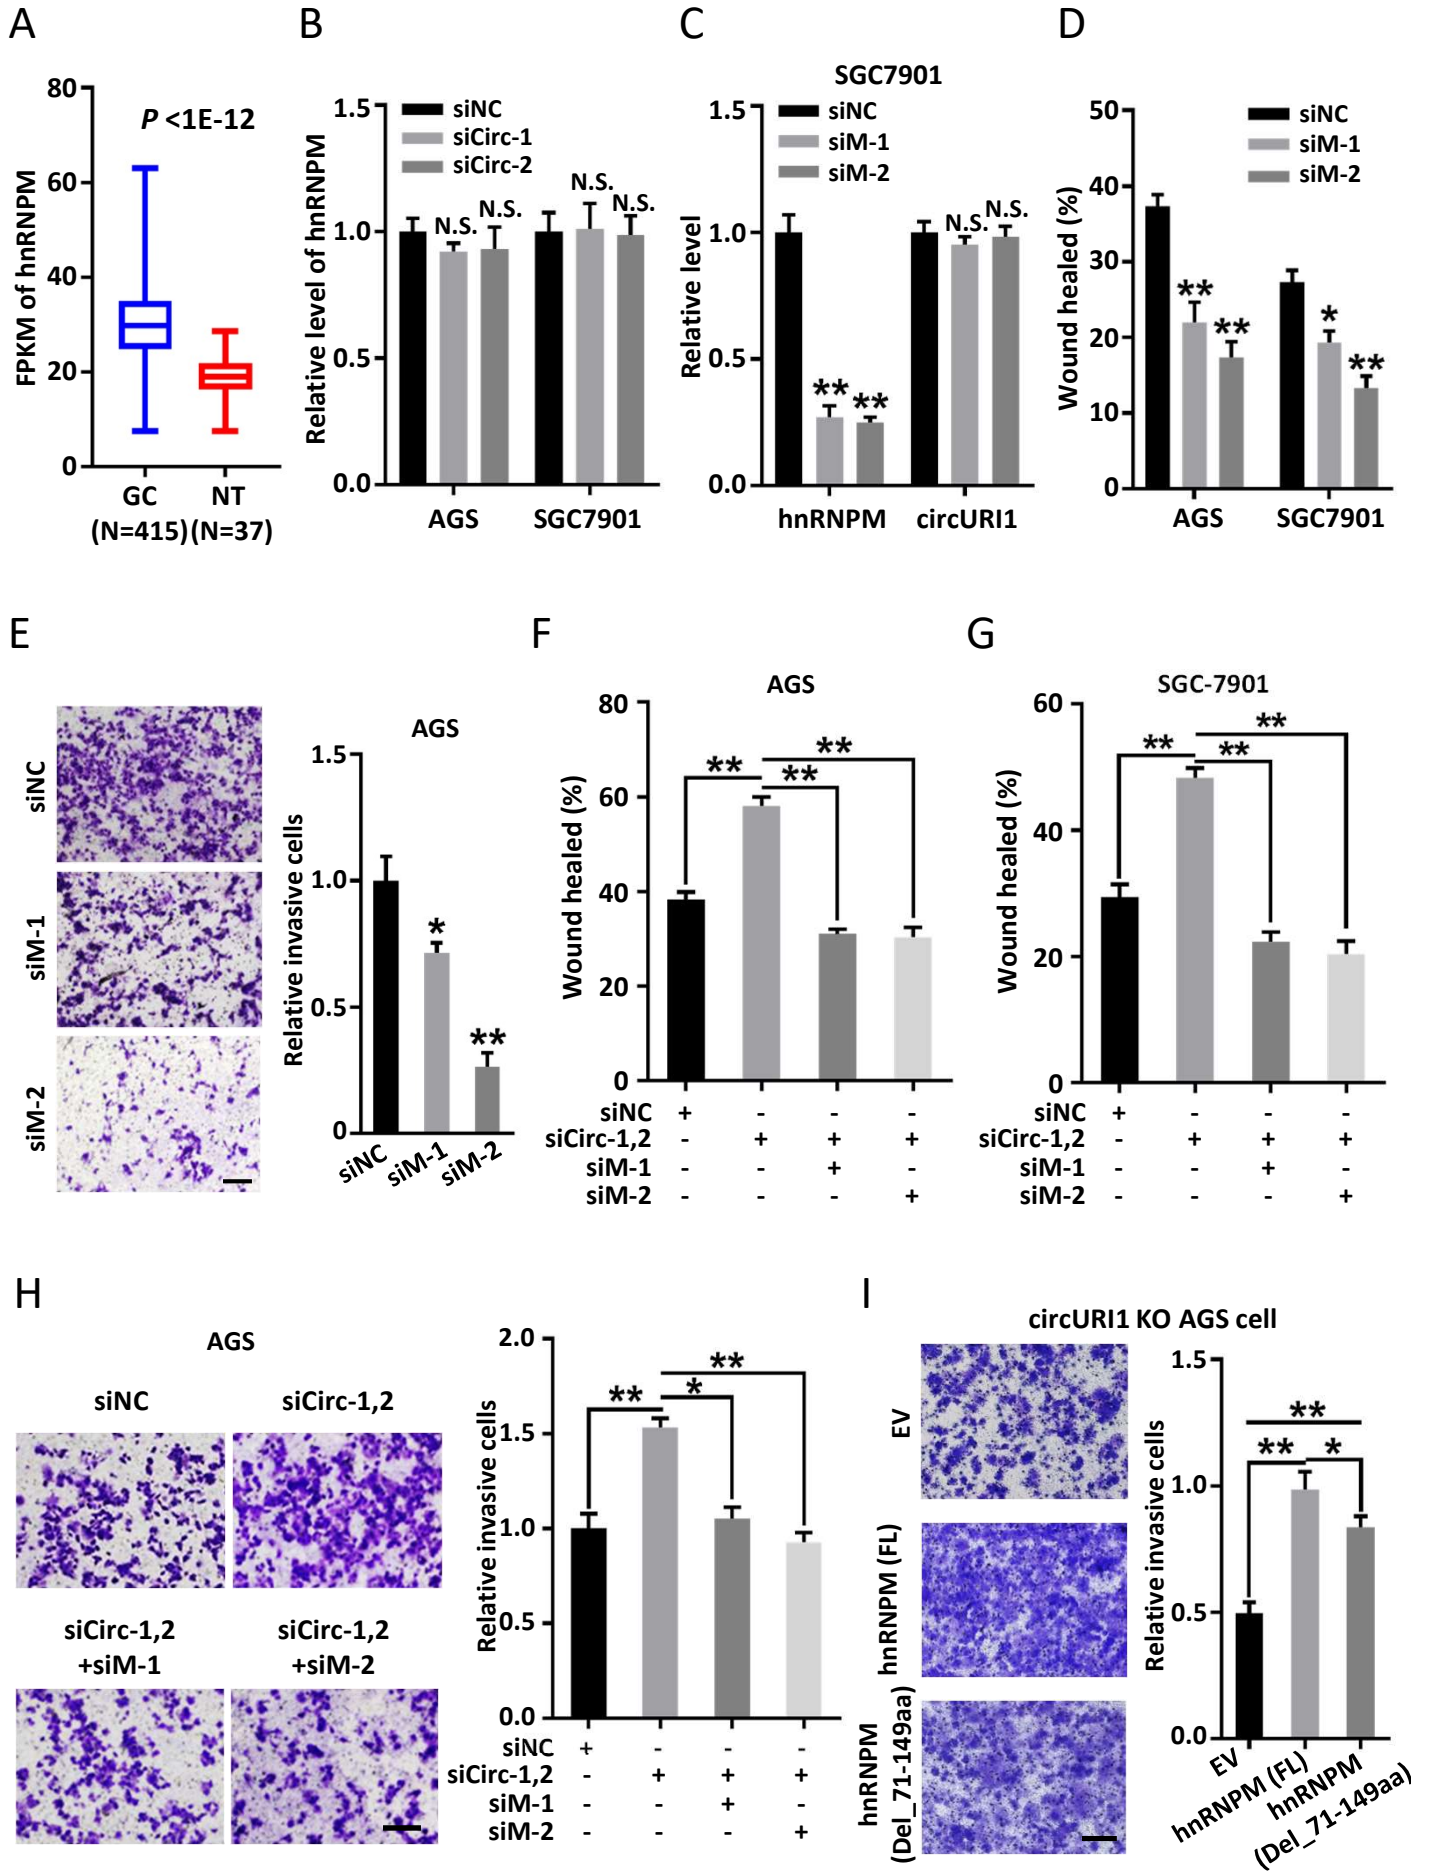 A
P <1E-12
FPKM of hnRNPM
80
60
40
20
0
GC
(N=415)
NT
(N=37)
B
Relative level of hnRNPM
1.5
1.0
0.5
0.0
siNC
siCirc-1
siCirc-2
N.S.
N.S.
N.S.
N.S.
AGS
SGC7901
C
SGC7901
Relative level
1.5
1.0
0.5
0.0
siNC
siM-1
siM-2
**
**
N.S.
N.S.
hnRNPM
circURI1
D
Wound healed (%)
50
40
30
20
10
0
siNC
siM-1
siM-2
**
**
*
**
AGS
SGC7901
E
siNC
siM-1
siM-2
AGS
Relative invasive cells
1.5
1.0
0.5
0
*
**
siNC
siM-1
siM-2
F
AGS
Wound healed (%)
80
60
40
20
0
**
**
**
siNC + - - -
siCirc-1,2 - + + +
siM-1 - - + -
siM-2 - - - +
G
SGC-7901
Wound healed (%)
60
40
20
0
**
**
**
siNC + - - -
siCirc-1,2 - + + +
siM-1 - - + -
siM-2 - - - +
H
AGS
siNC
siCirc-1,2
siCirc-1,2
+siM-1
siCirc-1,2
+siM-2
Relative invasive cells
2.0
1.5
1.0
0.5
0.0
**
**
*
siNC + - - -
siCirc-1,2 - + + +
siM-1 - - + -
siM-2 - - - +
I
circURI1 KO AGS cell
EV
hnRNPM (FL)
hnRNPM
(Del_71-149aa)
Relative invasive cells
1.5
1.0
0.5
0.0
**
**
*
EV
hnRNPM (FL)
hnRNPM
(Del_71-149aa)